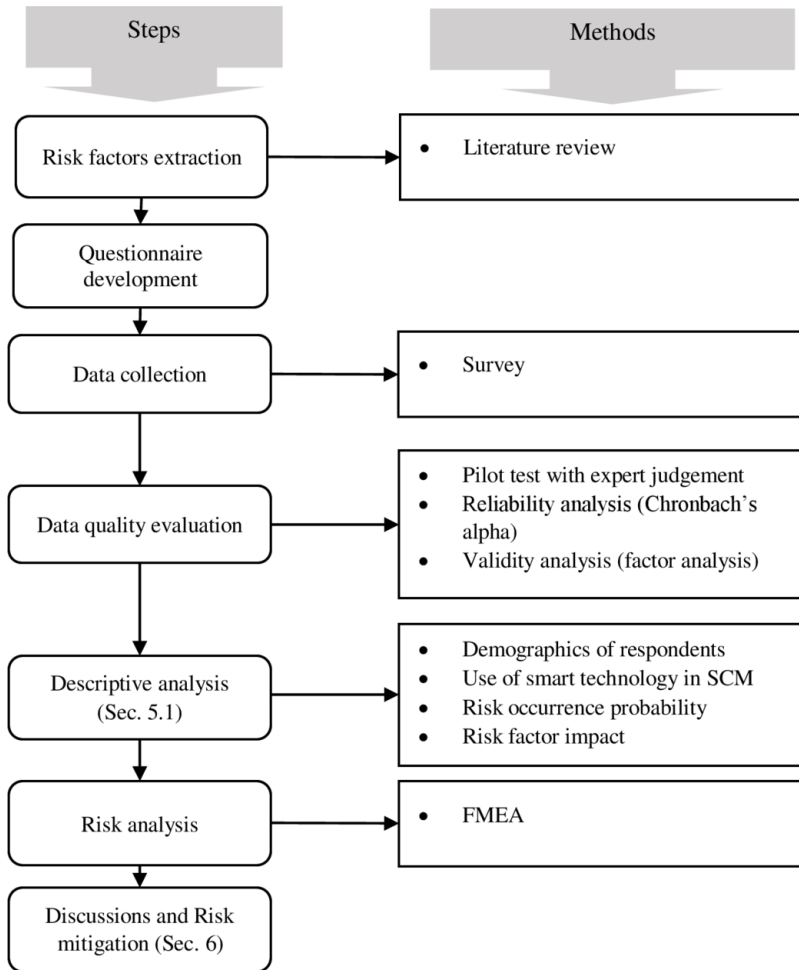 Steps
Methods
Risk factors extraction
• Literature review
Questionnaire
development
Data collection
• Survey
Data quality evaluation
• Pilot test with expert judgement
• Reliability analysis (Chronbach's
alpha)
• Validity analysis (factor analysis)
Descriptive analysis
(Sec. 5.1)
• Demographics of respondents
• Use of smart technology in SCM
• Risk occurrence probability
• Risk factor impact
Risk analysis
• FMEA
Discussions and Risk
mitigation (Sec. 6)